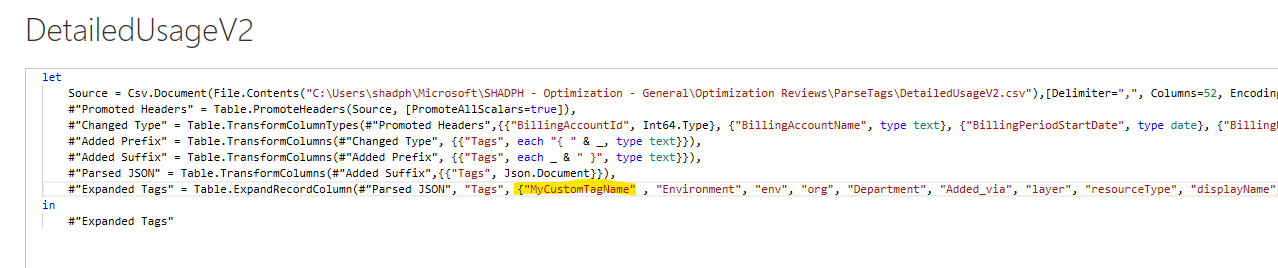 DetailedUsageV2
let
Source = Csv.Document(File.Contents("C:\Users\shadph\Microsoft\SHADPH - Optimization - General\Optimization Reviews\ParseTags\DetailedUsageV2.csv"),[Delimiter=",", Columns=52, Encoding
#"Promoted Headers" = Table.PromoteHeaders(Source, [PromoteAllScalars=true]),
#"Changed Type" = Table.TransformColumnTypes(#"Promoted Headers",{{"BillingAccountId", Int64.Type}, {"BillingAccountName", type text}, {"BillingPeriodStartDate", type date}, {"Billing
#"Added Prefix" = Table.TransformColumns(#"Changed Type", {{"Tags", each "{ " & _, type text}}),
#"Added Suffix" = Table.TransformColumns(#"Added Prefix", {{"Tags", each _ & " }", type text}}),
#"Parsed JSON" = Table.TransformColumns(#"Added Suffix",{{"Tags", Json.Document}}),
#"Expanded Tags" = Table.ExpandRecordColumn(#"Parsed JSON", "Tags", {"MyCustomTagName" , "Environment", "env", "org", "Department", "Added_via", "layer", "resourceType", "displayName"
in
#"Expanded Tags"